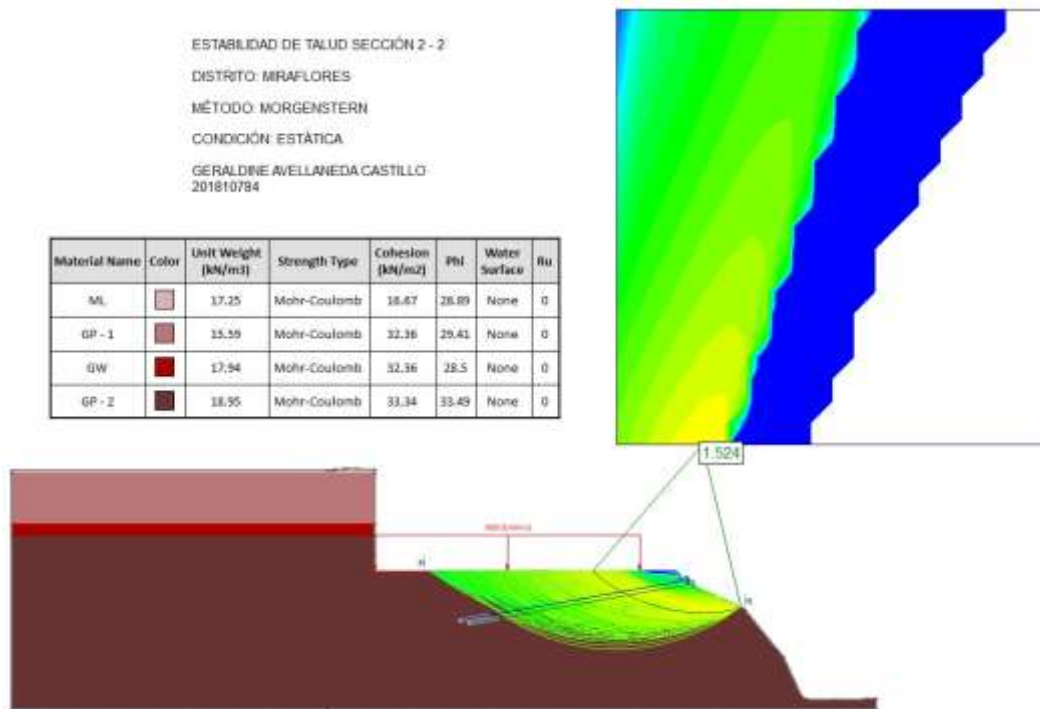 ESTABILIDAD DE TALUD SECCIÓN 2 - 2
DISTRITO: MIRAFLORES
MÉTODO: MORGENSTERN
CONDICIÓN: ESTÁTICA
GERALDINE AVELLANEDA CASTILLO
201810784
Material Name Color Unit Weight (kN/m3) Strength Type Cohesion (kN/m2) Phi Water Surface Ru
ML 17.25 Mohr-Coulomb 16.67 28.89 None 0
GP - 1 15.59 Mohr-Coulomb 32.36 29.41 None 0
GW 17.94 Mohr-Coulomb 32.36 28.5 None 0
GP - 2 18.95 Mohr-Coulomb 33.34 33.49 None 0
1.524